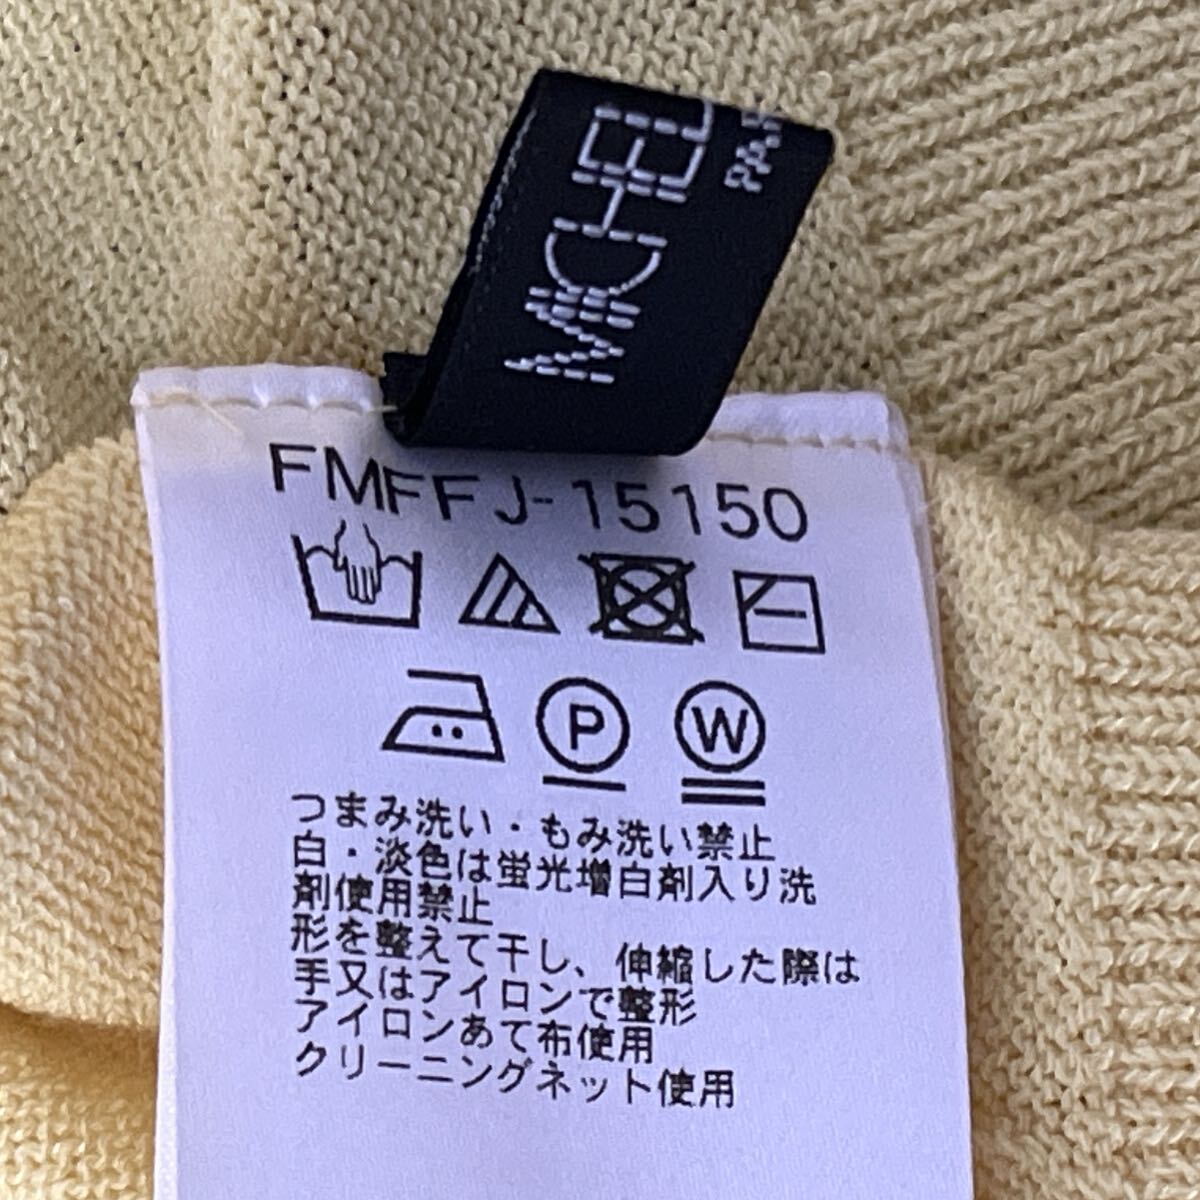 MICHEL
FMFFJ-15150
P W
つまみ洗い・もみ洗い禁止
白・淡色は蛍光増白剤入り洗
剤使用禁止
形を整えて干し、伸縮した際は
手又はアイロンで整形
アイロンあて布使用
クリーニングネット使用